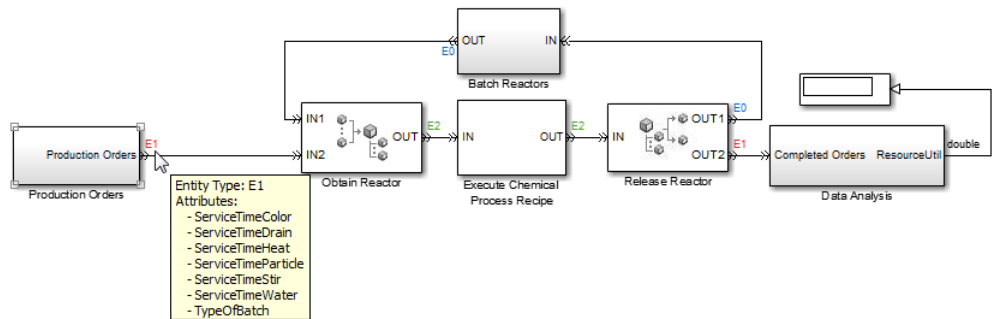 OUT
IN
E0
Batch Reactors
IN1
IN2
OUT
E2
Obtain Reactor
IN
OUT
E2
Execute Chemical
Process Recipe
IN
OUT1
OUT2
E0
E1
Release Reactor
Production Orders
E1
Production Orders
Completed Orders
ResourceUtil
double
Data Analysis
Entity Type: E1
Attributes:
- ServiceTimeColor
- ServiceTimeDrain
- ServiceTimeHeat
- ServiceTimeParticle
- ServiceTimeStir
- ServiceTimeWater
- TypeOfBatch